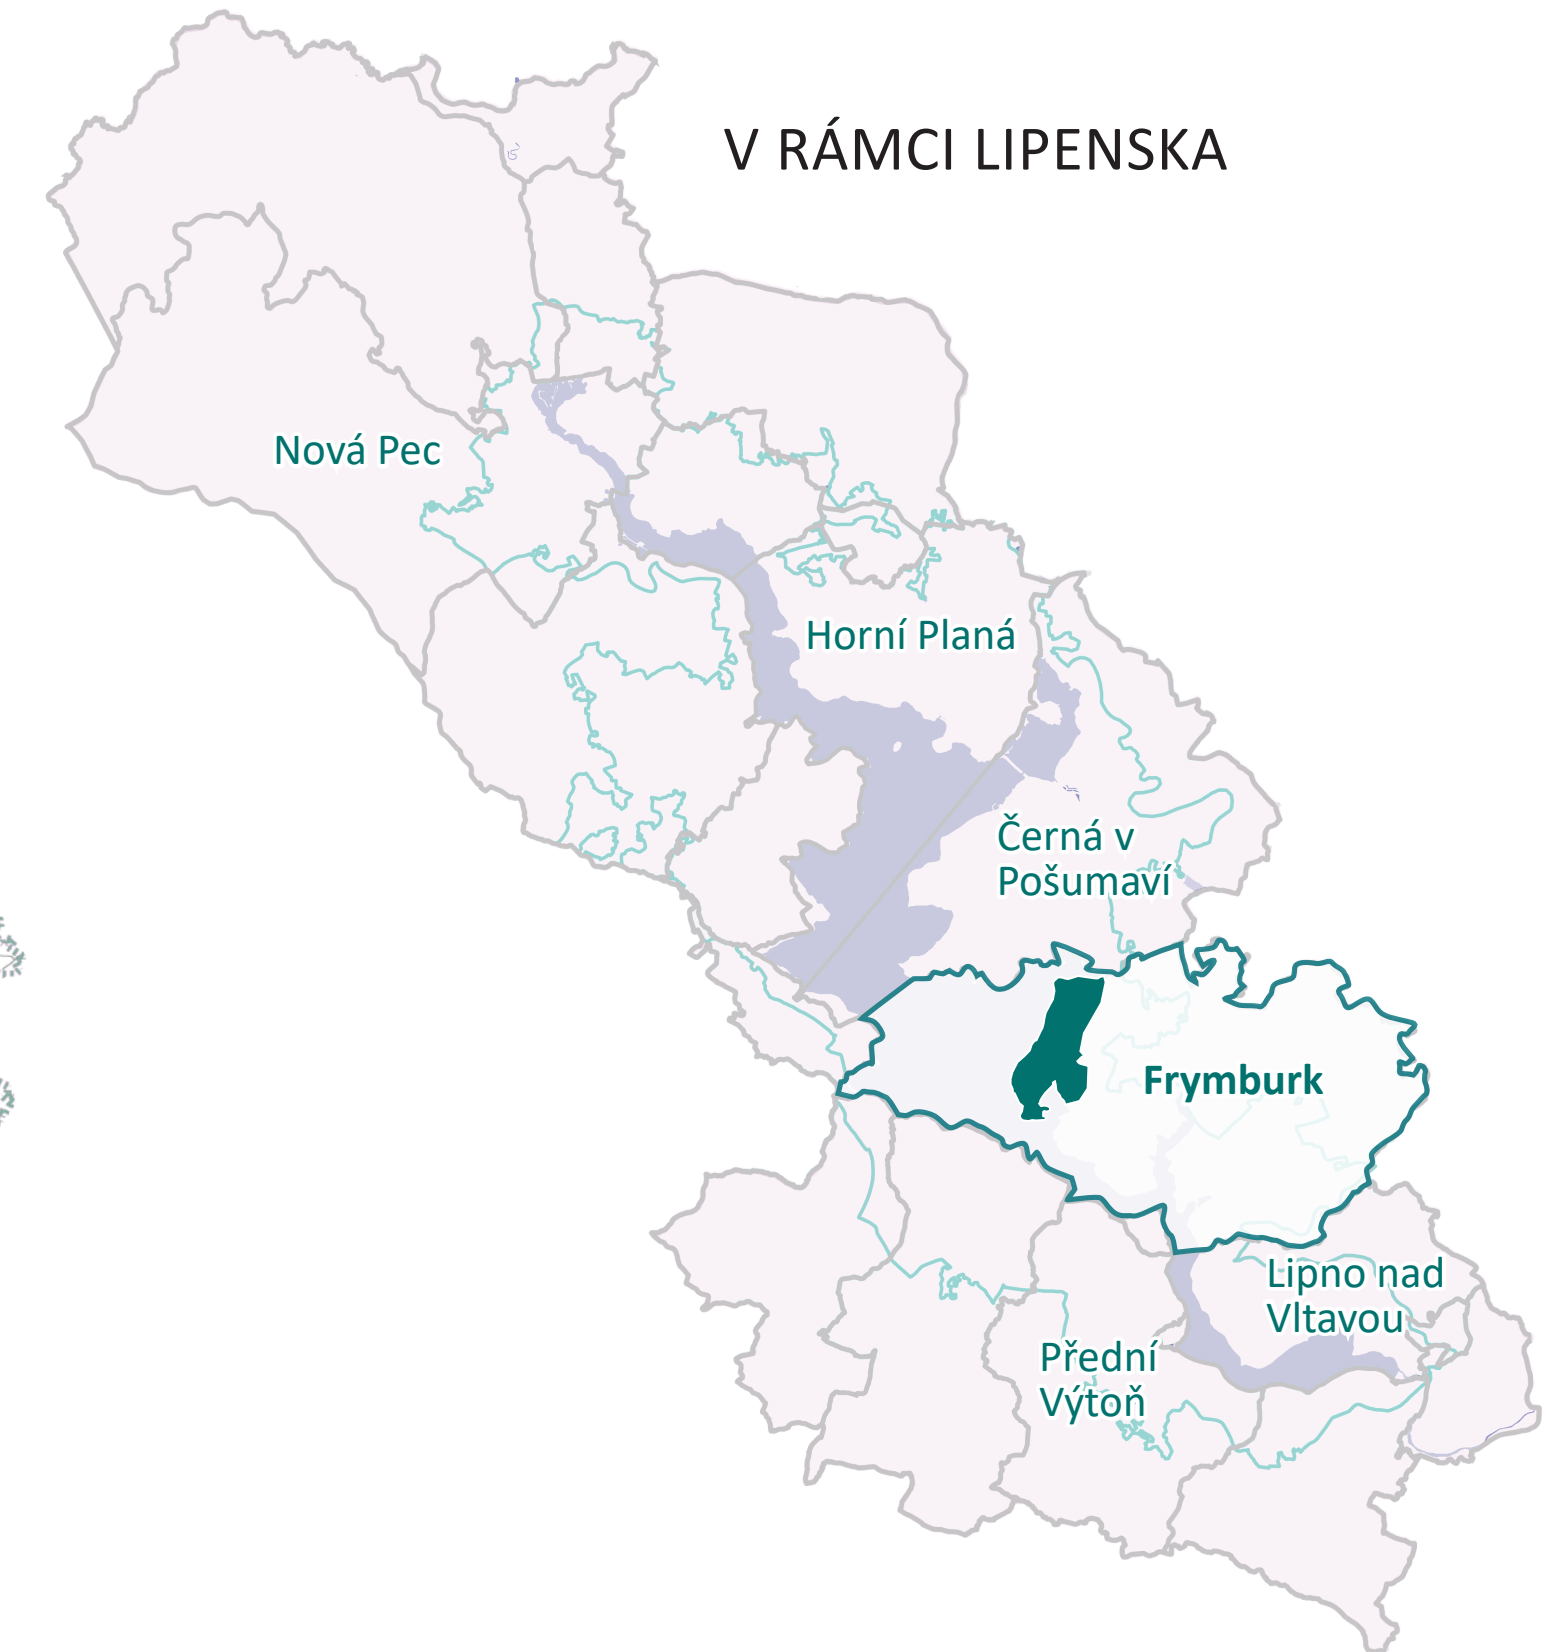 V RÁMCI LIPENSKA
Nová Pec
Horní Planá
Černá v
Pošumaví
Frymburk
Lipno nad
Vltavou
Přední
Výtoň